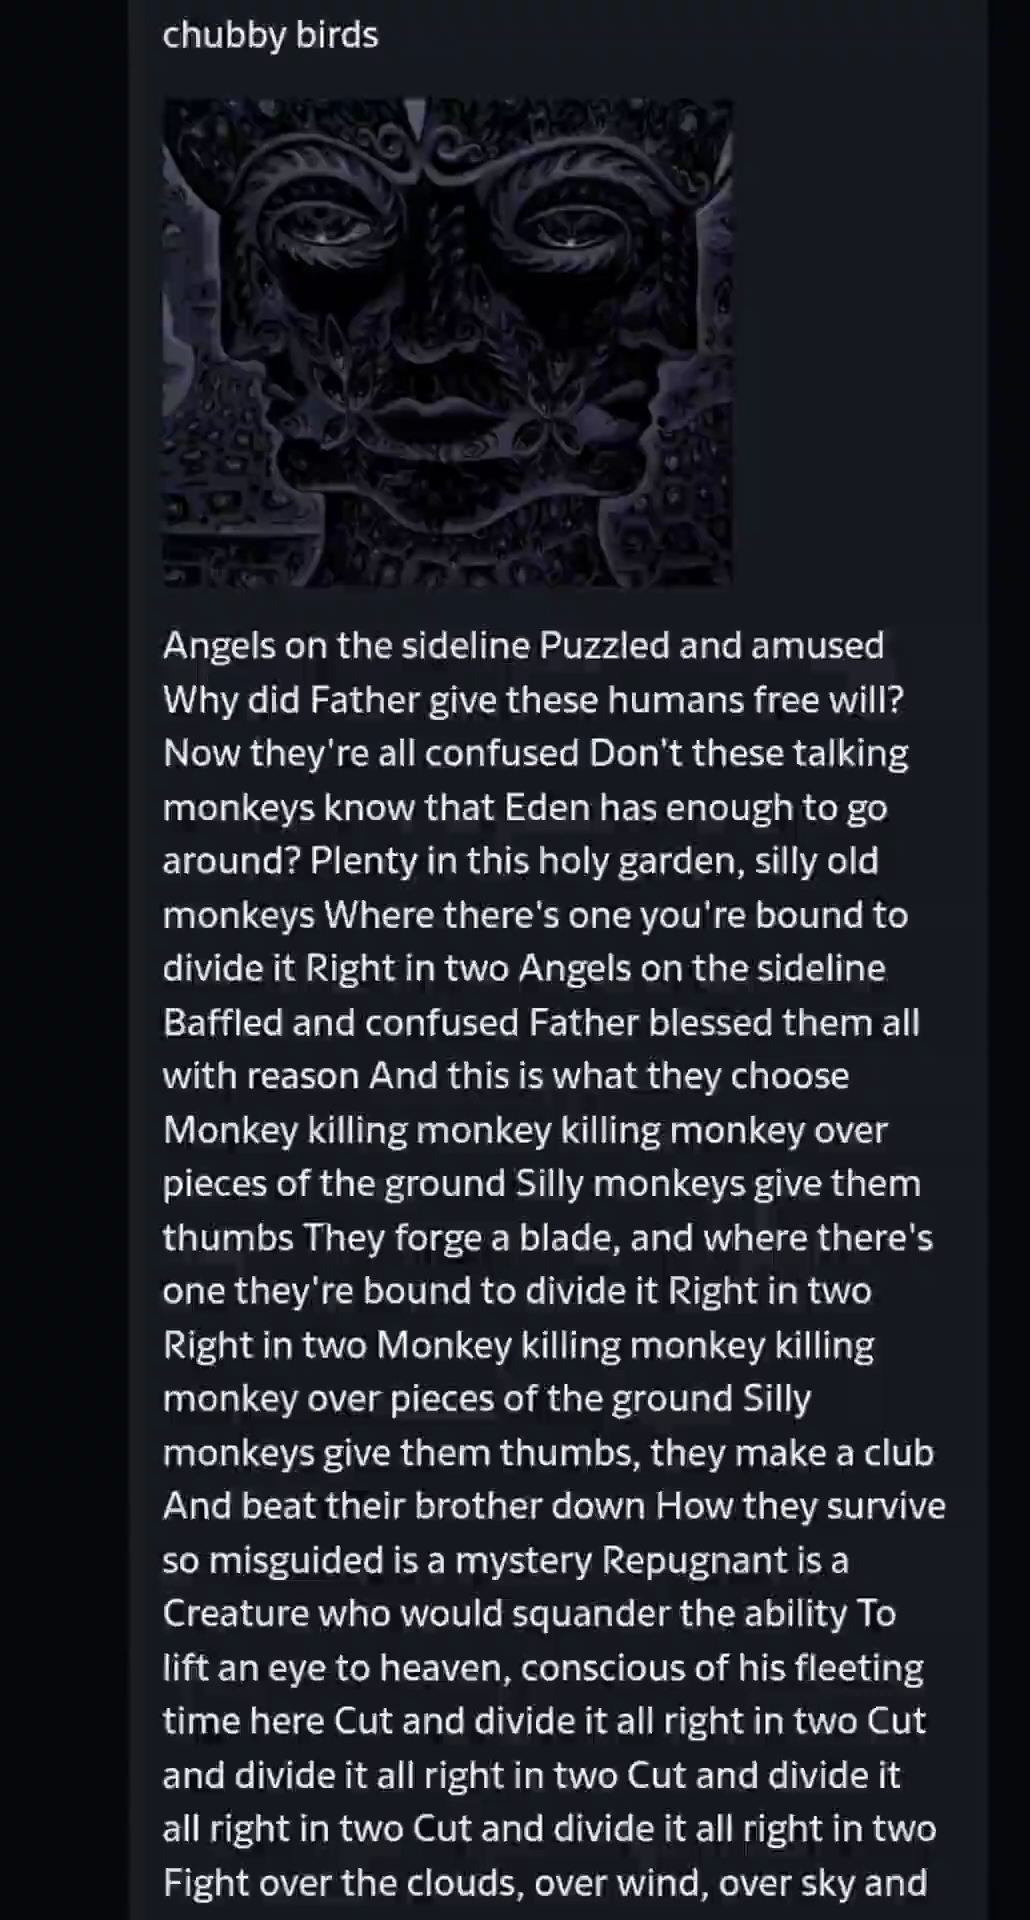 chubby birds
Angels on the sideline Puzzled and amused
Why did Father give these humans free will?
Now they're all confused Don't these talking
monkeys know that Eden has enough to go
around? Plenty in this holy garden, silly old
monkeys Where there's one you're bound to
divide it Right in two Angels on the sideline
Baffled and confused Father blessed them all
with reason And this is what they choose
Monkey killing monkey killing monkey over
pieces of the ground Silly monkeys give them
thumbs They forge a blade, and where there's
one they're bound to divide it Right in two
Right in two Monkey killing monkey killing
monkey over pieces of the ground Silly
monkeys give them thumbs, they make a club
And beat their brother down How they survive
so misguided is a mystery Repugnant is a
Creature who would squander the ability To
lift an eye to heaven, conscious of his fleeting
time here Cut and divide it all right in two Cut
and divide it all right in two Cut and divide it
all right in two Cut and divide it all right in two
Fight over the clouds, over wind, over sky and